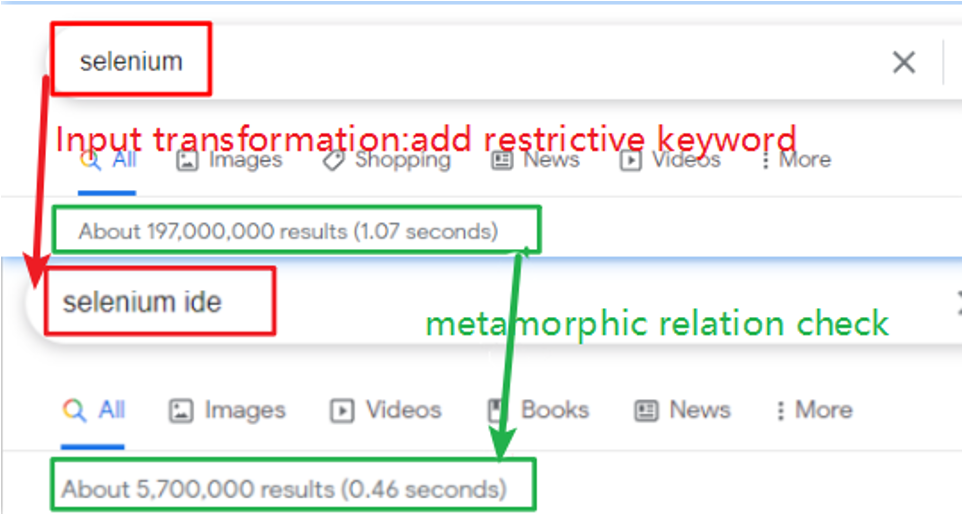 selenium
Input transformation:add restrictive keyword
All Images Shopping News Videos More
About 197,000,000 results (1.07 seconds)
selenium ide
metamorphic relation check
All Images Videos Books News More
About 5,700,000 results (0.46 seconds)